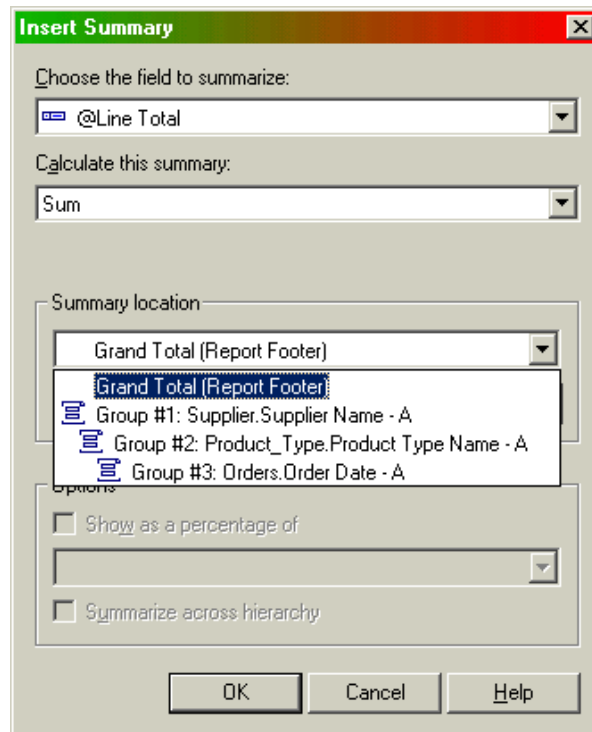 Insert Summary
Choose the field to summarize:
@Line Total
Calculate this summary:
Sum
Summary location
Grand Total (Report Footer)
Grand Total (Report Footer)
Group #1: Supplier.Supplier Name - A
Group #2: Product_Type.Product Type Name - A
Group #3: Orders.Order Date - A
Options
Show as a percentage of
Summarize across hierarchy
OK Cancel Help